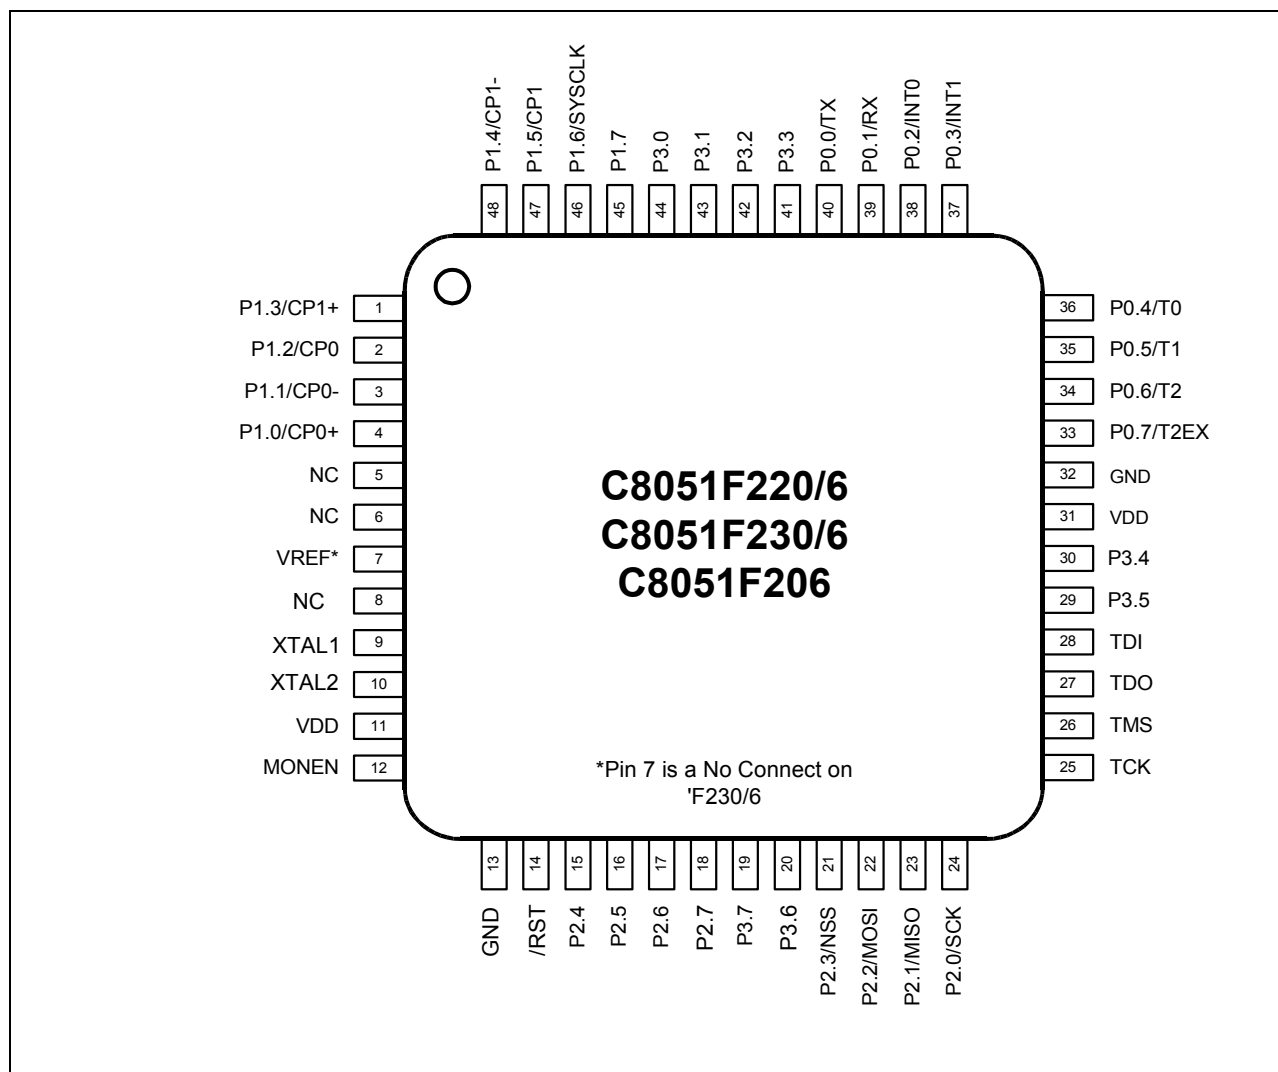 P1.4/CP1-
P1.5/CP1
P1.6/SYSCLK
P1.7
P3.0
P3.1
P3.2
P3.3
P0.0/TX
P0.1/RX
P0.2/INT0
P0.3/INT1
48
47
46
45
44
43
42
41
40
39
38
37
P1.3/CP1+ 1
P1.2/CP0 2
P1.1/CP0- 3
P1.0/CP0+ 4
NC 5
NC 6
VREF* 7
NC 8
XTAL1 9
XTAL2 10
VDD 11
MONEN 12
C8051F220/6
C8051F230/6
C8051F206
*Pin 7 is a No Connect on
'F230/6
36 P0.4/T0
35 P0.5/T1
34 P0.6/T2
33 P0.7/T2EX
32 GND
31 VDD
30 P3.4
29 P3.5
28 TDI
27 TDO
26 TMS
25 TCK
13
14
15
16
17
18
19
20
21
22
23
24
GND
/RST
P2.4
P2.5
P2.6
P2.7
P3.7
P3.6
P2.3/NSS
P2.2/MOSI
P2.1/MISO
P2.0/SCK